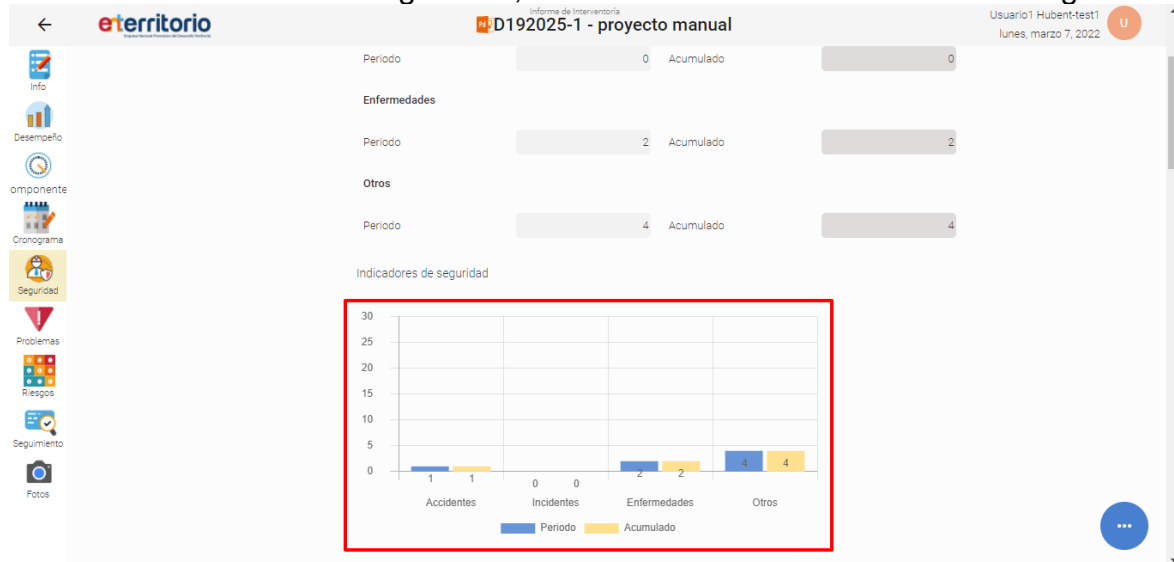 Informe de Interventoría
Usuario1 Hubent-test1
eterritorio
D192025-1 - proyecto manual
U
lunes, marzo 7, 2022
Info
Desempeño
omponente
Cronograma
Seguridad
Problemas
Riesgos
Seguimiento
Fotos
Periodo 0 Acumulado 0
Enfermedades
Periodo 2 Acumulado 2
Otros
Periodo 4 Acumulado 4
Indicadores de seguridad
30
25
20
15
10
5
0
1 1 0 0 2 2 4 4
Accidentes Incidentes Enfermedades Otros
Periodo Acumulado